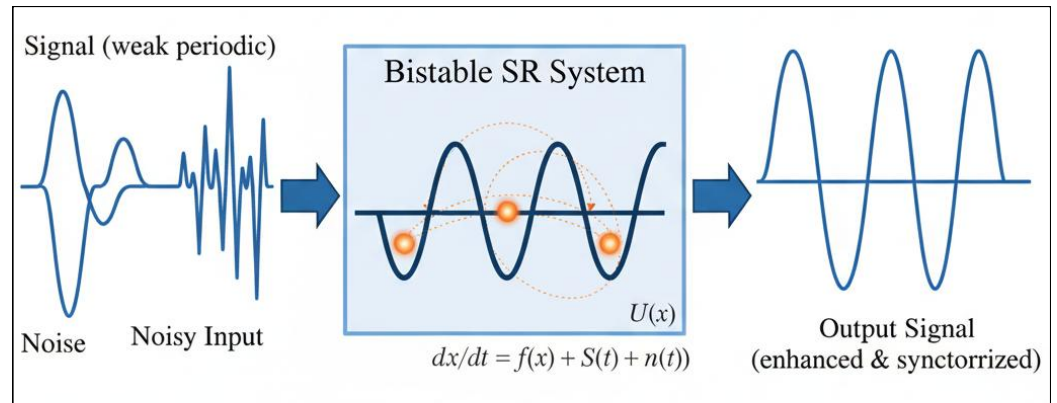 Signal (weak periodic)
Noise
Noisy Input
Bistable SR System
U(x)
dx/dt = f(x) + S(t) + n(t))
Output Signal
(enhanced & synctorrized)